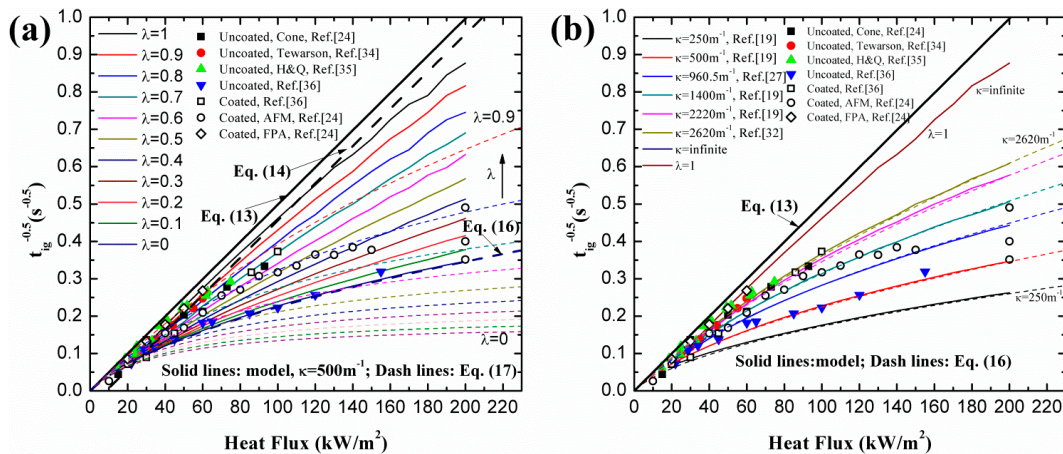 (a)
t_ig^-0.5 (s^-0.5)
1.0
0.9
0.8
0.7
0.6
0.5
0.4
0.3
0.2
0.1
0.0
λ=1
λ=0.9
λ=0.8
λ=0.7
λ=0.6
λ=0.5
λ=0.4
λ=0.3
λ=0.2
λ=0.1
λ=0
Uncoated, Cone, Ref.[24]
Uncoated, Tewarson, Ref.[34]
Uncoated, H&Q, Ref.[35]
Uncoated, Ref.[36]
Coated, Ref.[36]
Coated, AFM, Ref.[24]
Coated, FPA, Ref.[24]
λ=0.9
λ
Eq. (14)
Eq. (13)
Eq. (16)
λ=0
Solid lines: model, κ=500m^-1; Dash lines: Eq. (17)
0 20 40 60 80 100 120 140 160 180 200 220
Heat Flux (kW/m^2)
(b)
t_ig^-0.5 (s^-0.5)
1.0
0.9
0.8
0.7
0.6
0.5
0.4
0.3
0.2
0.1
0.0
κ=250m^-1, Ref.[19]
κ=500m^-1, Ref.[19]
κ=960.5m^-1, Ref.[27]
κ=1400m^-1, Ref.[19]
κ=2220m^-1, Ref.[19]
κ=2620m^-1, Ref.[32]
κ=infinite
λ=1
Uncoated, Cone, Ref.[24]
Uncoated, Tewarson, Ref.[34]
Uncoated, H&Q, Ref.[35]
Uncoated, Ref.[36]
Coated, Ref.[36]
Coated, AFM, Ref.[24]
Coated, FPA, Ref.[24]
κ=infinite
λ=1
κ=2620m^-1
Eq. (13)
κ=250m^-1
Solid lines:model; Dash lines: Eq. (16)
0 20 40 60 80 100 120 140 160 180 200 220
Heat Flux (kW/m^2)